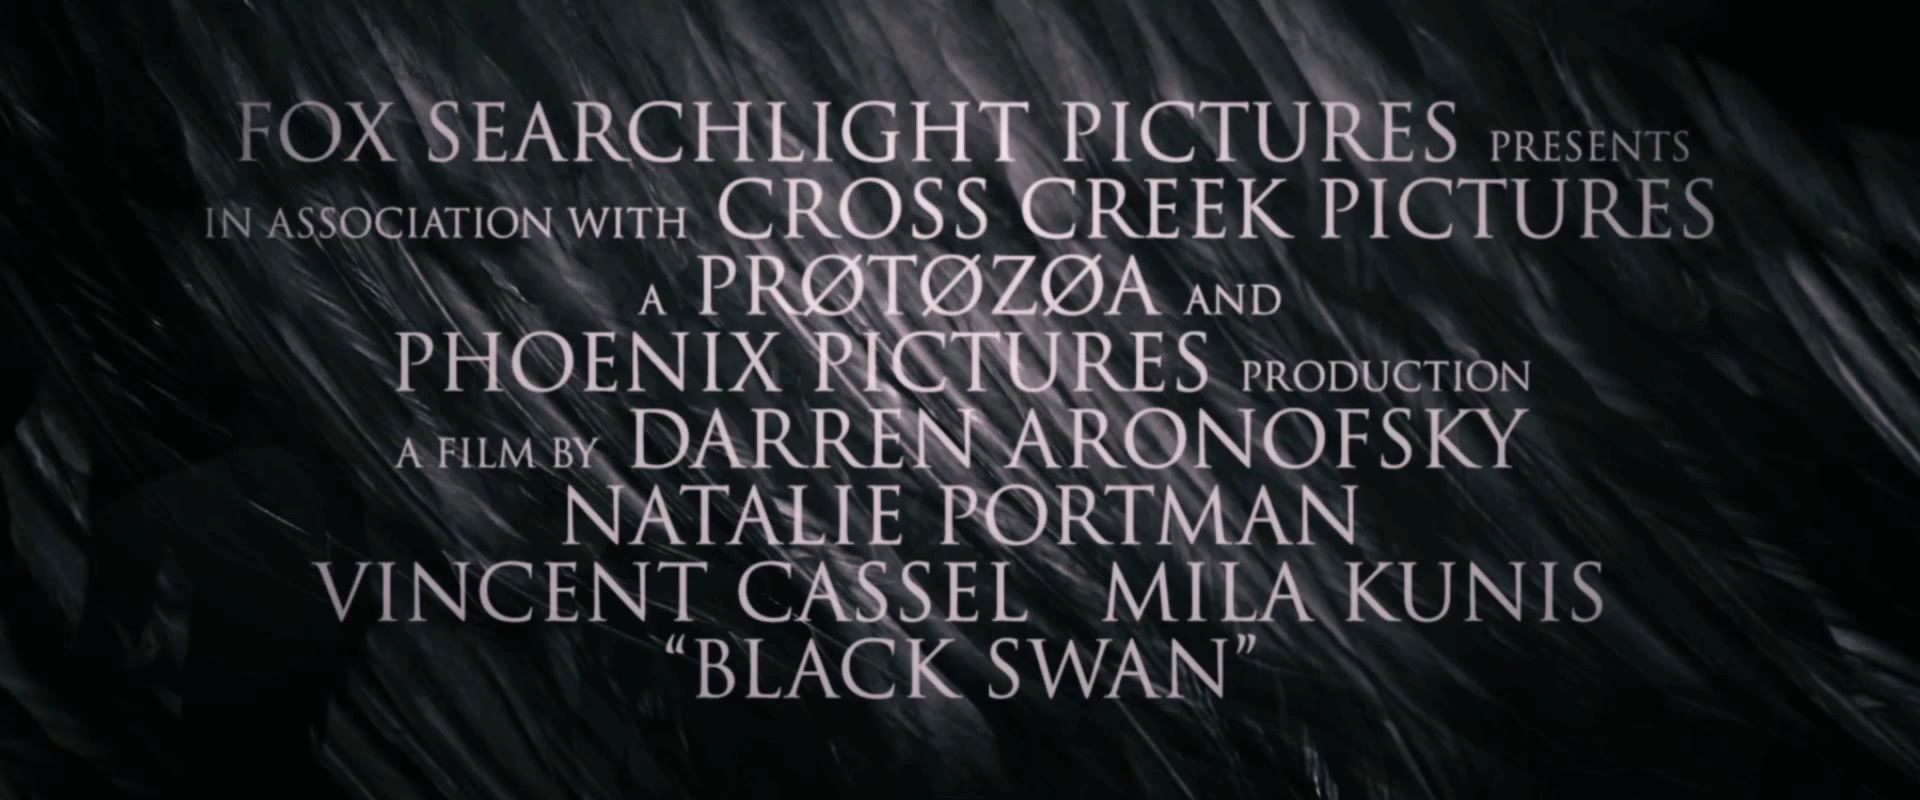 FOX SEARCHLIGHT PICTURES PRESENTS
IN ASSOCIATION WITH CROSS CREEK PICTURES
A PRØTØZØA AND
PHOENIX PICTURES PRODUCTION
A FILM BY DARREN ARONOFSKY
NATALIE PORTMAN
VINCENT CASSEL MILA KUNIS
“BLACK SWAN”